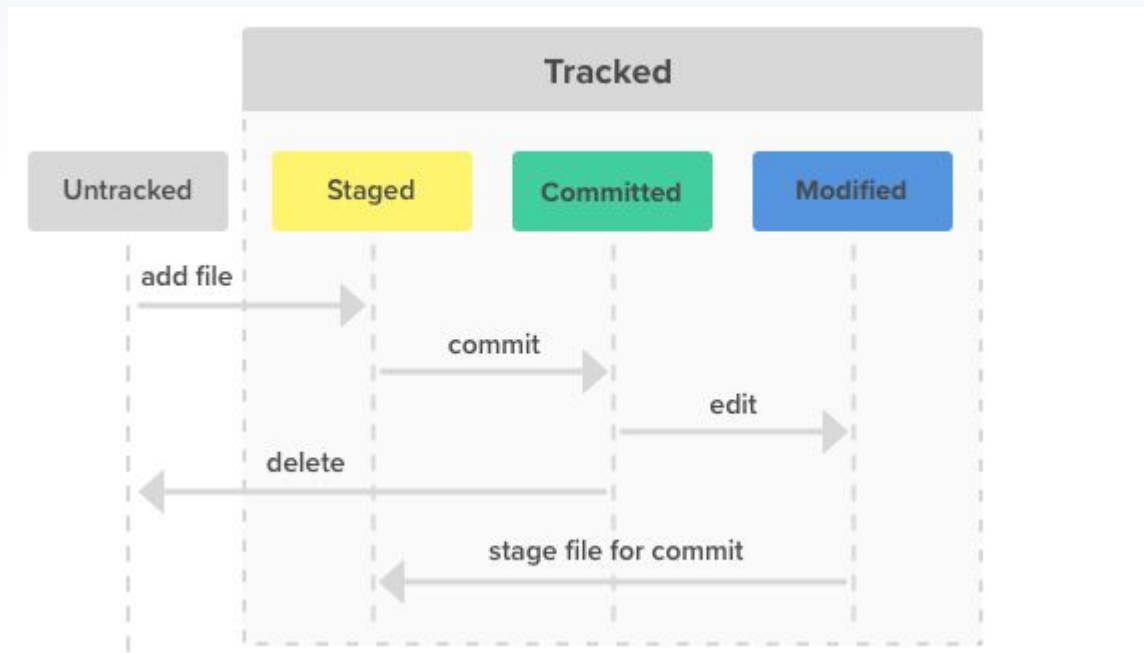 Tracked
Untracked
Staged
Committed
Modified
add file
commit
edit
delete
stage file for commit